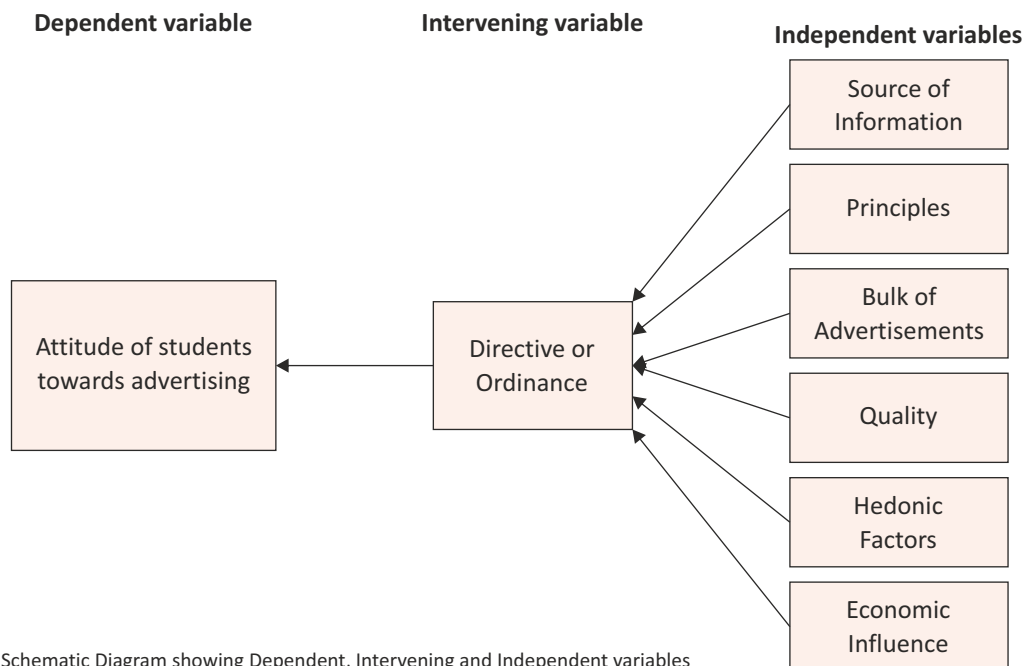 Dependent variable
Intervening variable
Independent variables
Source of
Information
Principles
Bulk of
Advertisements
Quality
Hedonic
Factors
Economic
Influence
Directive or
Ordinance
Attitude of students
towards advertising
Schematic Diagram showing Dependent, Intervening and Independent variables